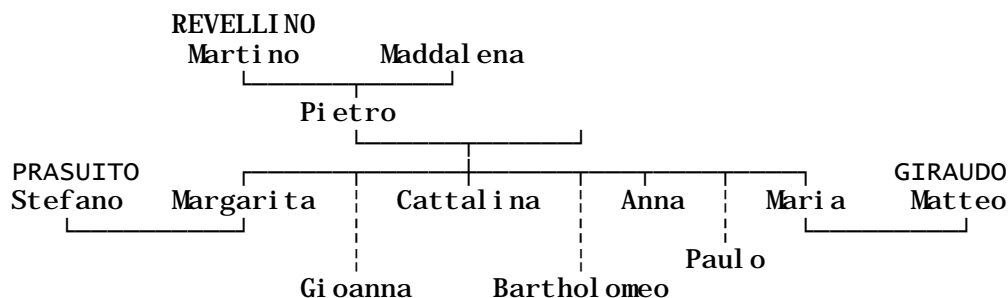 REVELLINO
Martino Maddalena
Pietro
PRASUITO GIRAUDO
Stefano Margarita Cattalina Anna Maria Matteo
Paulo
Gioanna Bartholomeo